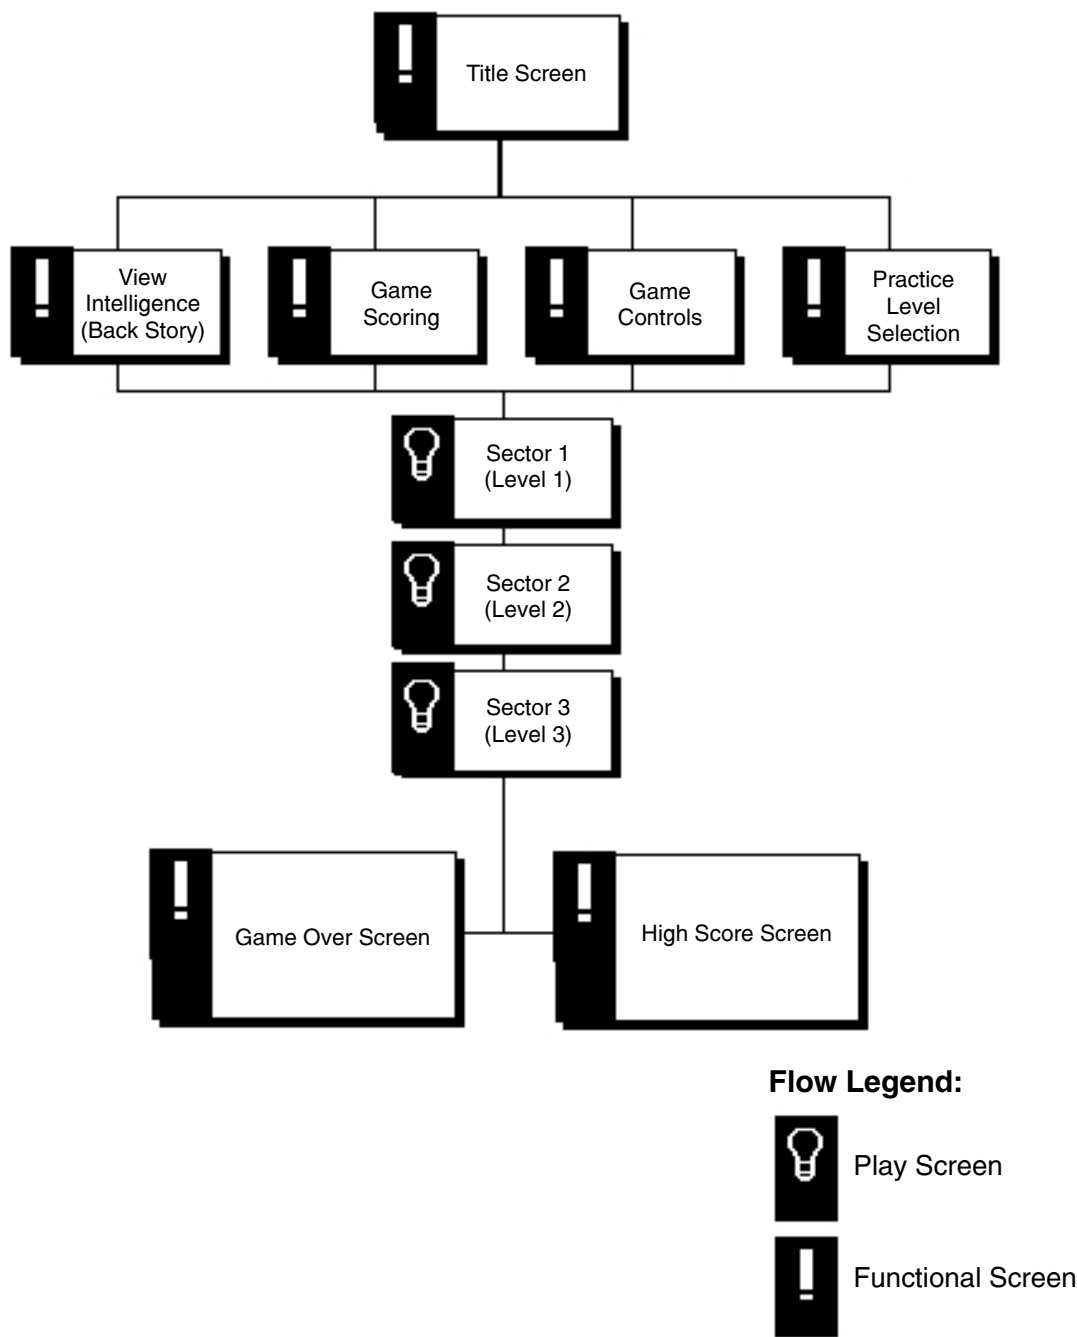 Title Screen
View
Intelligence
(Back Story)
Game
Scoring
Game
Controls
Practice
Level
Selection
Sector 1
(Level 1)
Sector 2
(Level 2)
Sector 3
(Level 3)
Game Over Screen
High Score Screen
Flow Legend:
Play Screen
Functional Screen